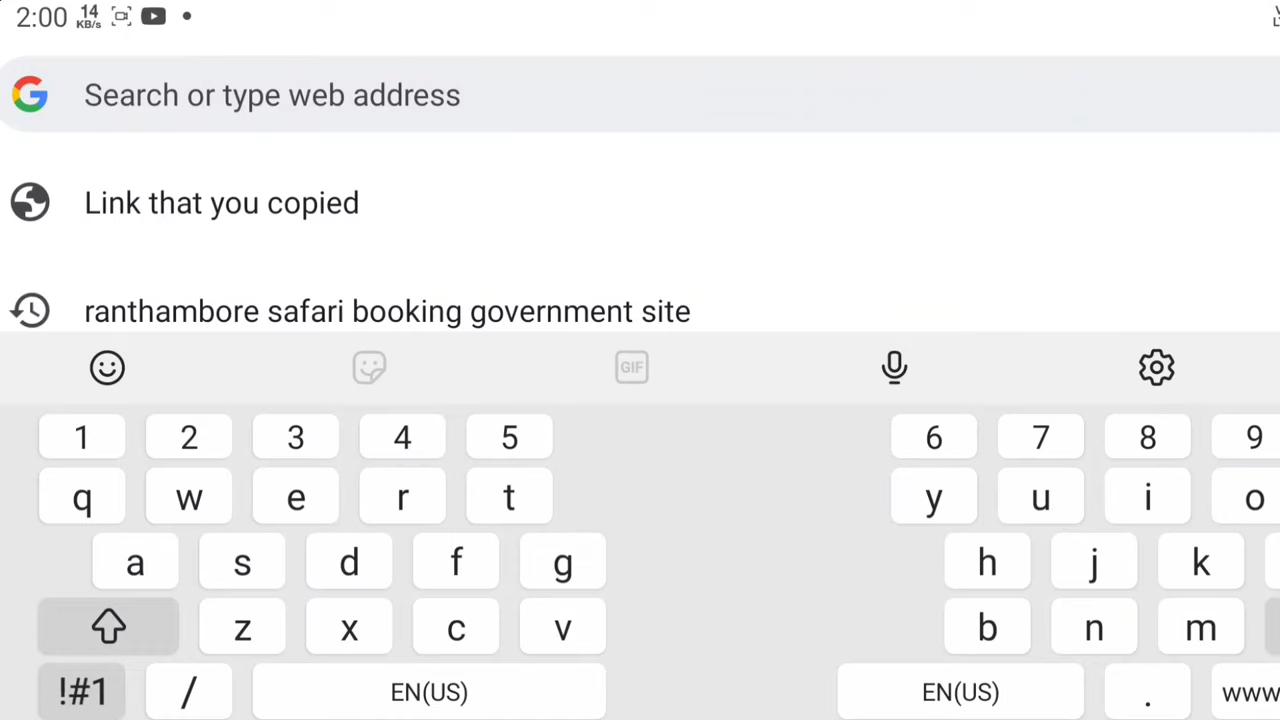 2:00 14 KB/s
Search or type web address
Link that you copied
ranthambore safari booking government site
GIF
1 2 3 4 5 6 7 8 9
q w e r t y u i o
a s d f g h j k
z x c v b n m
!#1 / EN(US) EN(US) . www